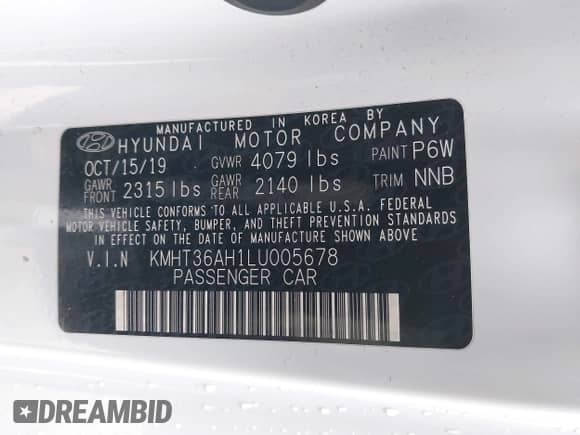 MANUFACTURED IN KOREA BY
HYUNDAI MOTOR COMPANY
OCT/15/19 GVWR 4079 lbs PAINT P6W
GAWR FRONT 2315 lbs GAWR REAR 2140 lbs TRIM NNB
THIS VEHICLE CONFORMS TO ALL APPLICABLE U.S.A. FEDERAL
MOTOR VEHICLE SAFETY, BUMPER, AND THEFT PREVENTION STANDARDS
IN EFFECT ON THE DATE OF MANUFACTURE SHOWN ABOVE
V.I.N KMHT36AH1LU005678
PASSENGER CAR
DREAMBID